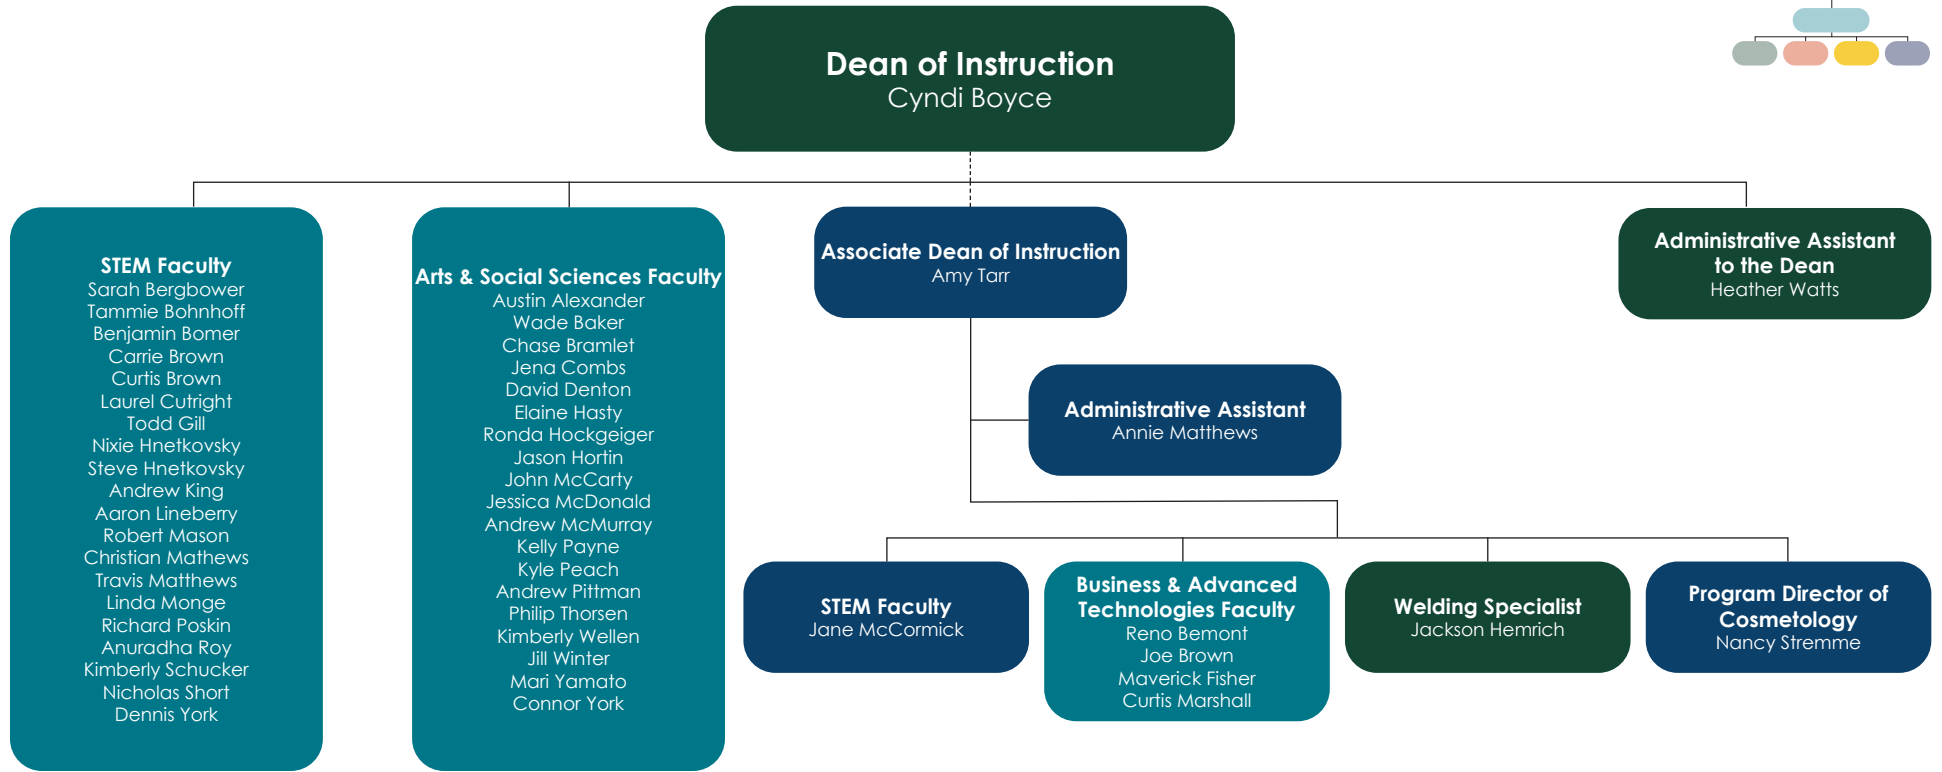 Dean of Instruction
Cyndi Boyce
STEM Faculty
Sarah Bergbower
Tammie Bohnhoff
Benjamin Bomer
Carrie Brown
Curtis Brown
Laurel Cutright
Todd Gill
Nixie Hnetkovsky
Steve Hnetkovsky
Andrew King
Aaron Lineberry
Robert Mason
Christian Mathews
Travis Matthews
Linda Monge
Richard Poskin
Anuradha Roy
Kimberly Schucker
Nicholas Short
Dennis York
Arts & Social Sciences Faculty
Austin Alexander
Wade Baker
Chase Bramlet
Jena Combs
David Denton
Elaine Hasty
Ronda Hockgeiger
Jason Hortin
John McCarty
Jessica McDonald
Andrew McMurray
Kelly Payne
Kyle Peach
Andrew Pittman
Philip Thorsen
Kimberly Wellen
Jill Winter
Mari Yamato
Connor York
Associate Dean of Instruction
Amy Tarr
Administrative Assistant
to the Dean
Heather Watts
Administrative Assistant
Annie Matthews
STEM Faculty
Jane McCormick
Business & Advanced
Technologies Faculty
Reno Bemont
Joe Brown
Maverick Fisher
Curtis Marshall
Welding Specialist
Jackson Hemrich
Program Director of
Cosmetology
Nancy Stremme